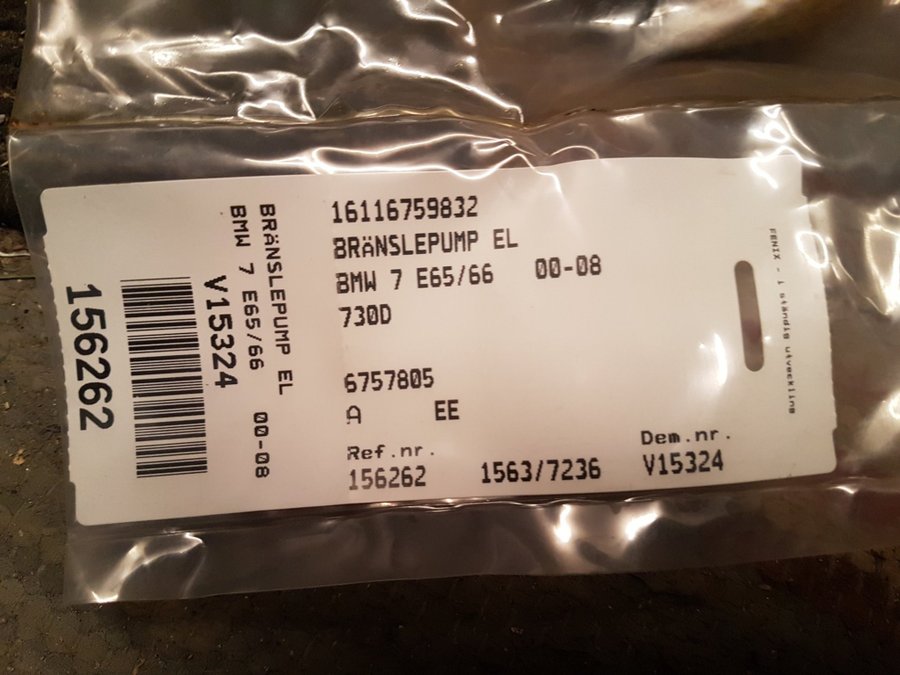 16116759832
BRÄNSLEPUMP EL
BMW 7 E65/66 00-08
730D
6757805
A EE
Ref.nr. Dem.nr.
156262 1563/7236 V15324
BRÄNSLEPUMP EL
BMW 7 E65/66 00-08
V15324
156262
FENIX - i ständig utveckling